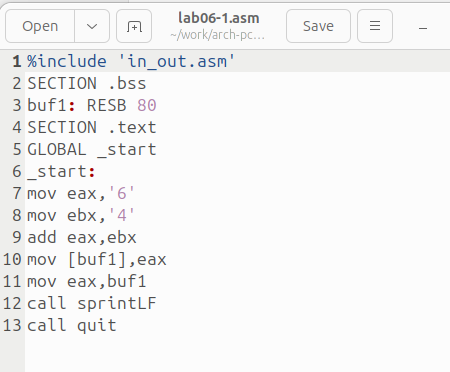 Open
lab06-1.asm
~/work/arch-pc...
Save
1 %include 'in_out.asm'
2 SECTION .bss
3 buf1: RESB 80
4 SECTION .text
5 GLOBAL _start
6 _start:
7 mov eax,'6'
8 mov ebx,'4'
9 add eax,ebx
10 mov [buf1],eax
11 mov eax,buf1
12 call sprintLF
13 call quit